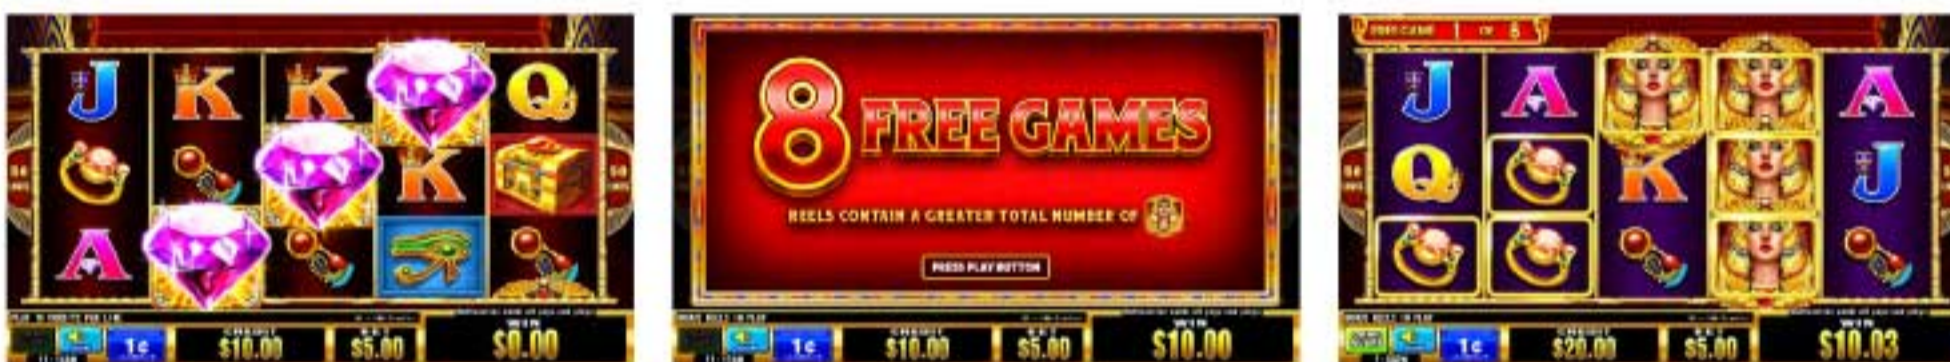 J K K Q
K
A
1¢
CREDIT
$10.00
BET
$5.00
WIN
$0.00
8 FREE GAMES
REELS CONTAIN A GREATER TOTAL NUMBER OF
PRESS PLAY BUTTON
1¢
CREDIT
$10.00
BET
$5.00
WIN
$10.00
FREE GAME 1 OF 8
J A A
Q K J
1¢
CREDIT
$20.00
BET
$5.00
WIN
$10.03